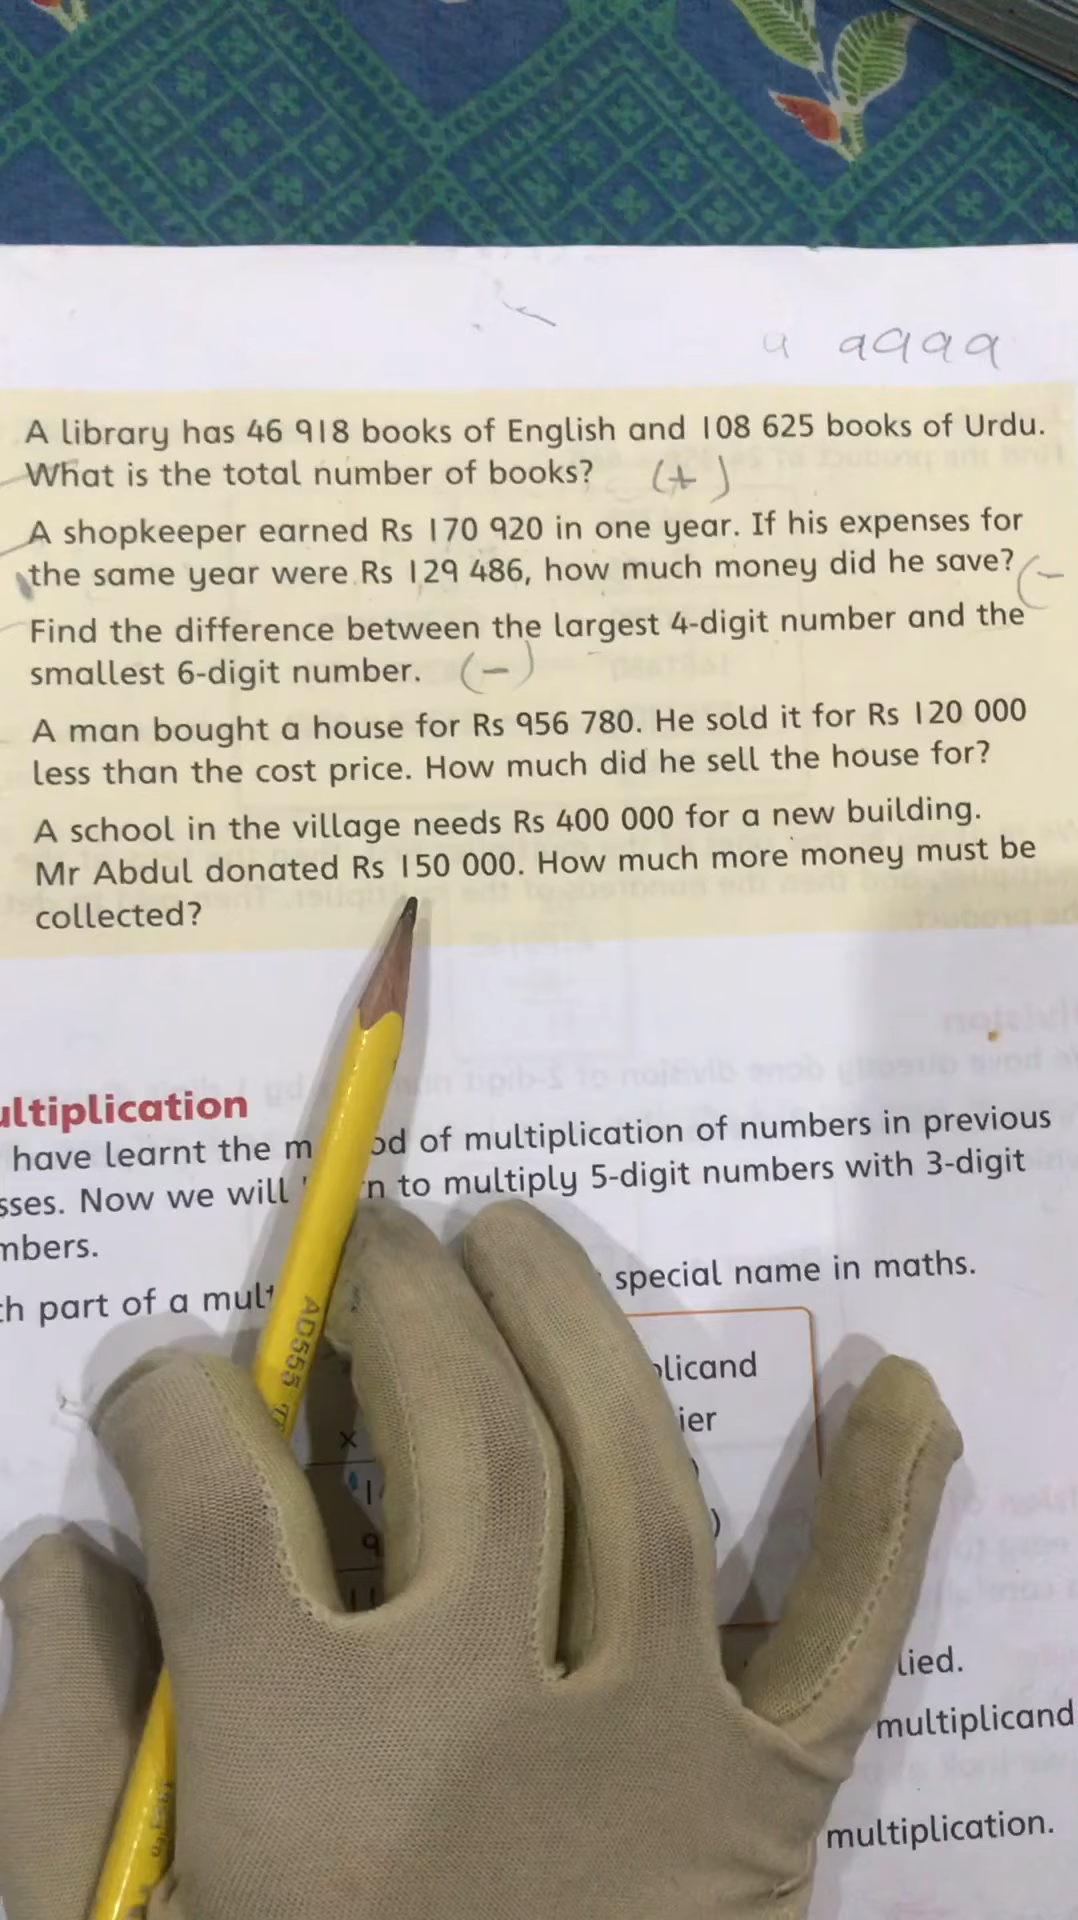 9 9999
A library has 46 918 books of English and 108 625 books of Urdu.
What is the total number of books? (+)
A shopkeeper earned Rs 170 920 in one year. If his expenses for
the same year were Rs 129 486, how much money did he save? (-
Find the difference between the largest 4-digit number and the
smallest 6-digit number. (-)
A man bought a house for Rs 956 780. He sold it for Rs 120 000
less than the cost price. How much did he sell the house for?
A school in the village needs Rs 400 000 for a new building.
Mr Abdul donated Rs 150 000. How much more money must be
collected?
ultiplication
have learnt the m od of multiplication of numbers in previous
sses. Now we will n to multiply 5-digit numbers with 3-digit
mbers.
ch part of a mult special name in maths.
licand
ier
×
1
)
9
lied.
multiplicand
multiplication.
AD555